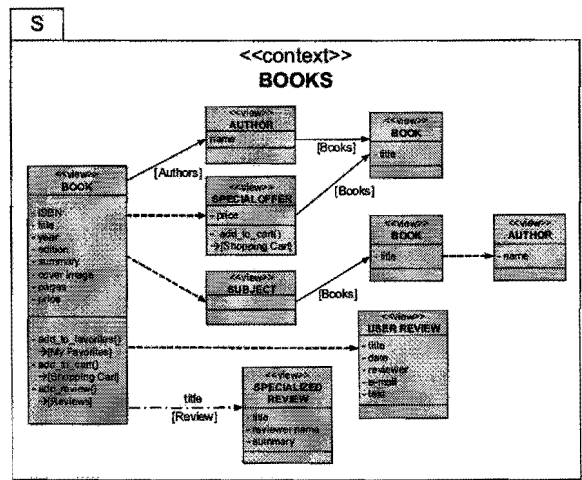 S
<<context>>
BOOKS
<<view>>
AUTHOR
name
[Authors]
[Books]
<<view>>
BOOK
title
<<view>>
BOOK
- ISBN
- title
- year
- edition
- summary
- cover image
- pages
- price
- add_to_favorites()
->[My Favorites]
- add_to_cart()
->[Shopping Cart]
- add_review()
->[Reviews]
<<view>>
SPECIAL OFFER
- price
- add_to_cart()
->[Shopping Cart]
[Books]
<<view>>
SUBJECT
[Books]
<<view>>
BOOK
- title
<<view>>
AUTHOR
- name
<<view>>
USER REVIEW
- title
- date
- reviewer
- e-mail
- text
title
[Review]
<<view>>
SPECIALIZED
REVIEW
- title
- reviewer name
- summary